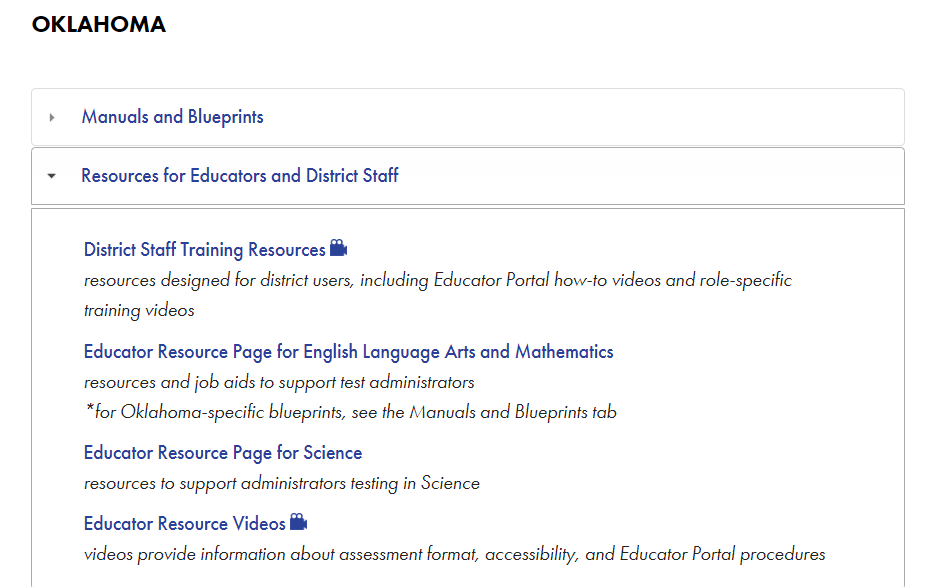 OKLAHOMA
Manuals and Blueprints
Resources for Educators and District Staff
District Staff Training Resources
resources designed for district users, including Educator Portal how-to videos and role-specific
training videos
Educator Resource Page for English Language Arts and Mathematics
resources and job aids to support test administrators
*for Oklahoma-specific blueprints, see the Manuals and Blueprints tab
Educator Resource Page for Science
resources to support administrators testing in Science
Educator Resource Videos
videos provide information about assessment format, accessibility, and Educator Portal procedures